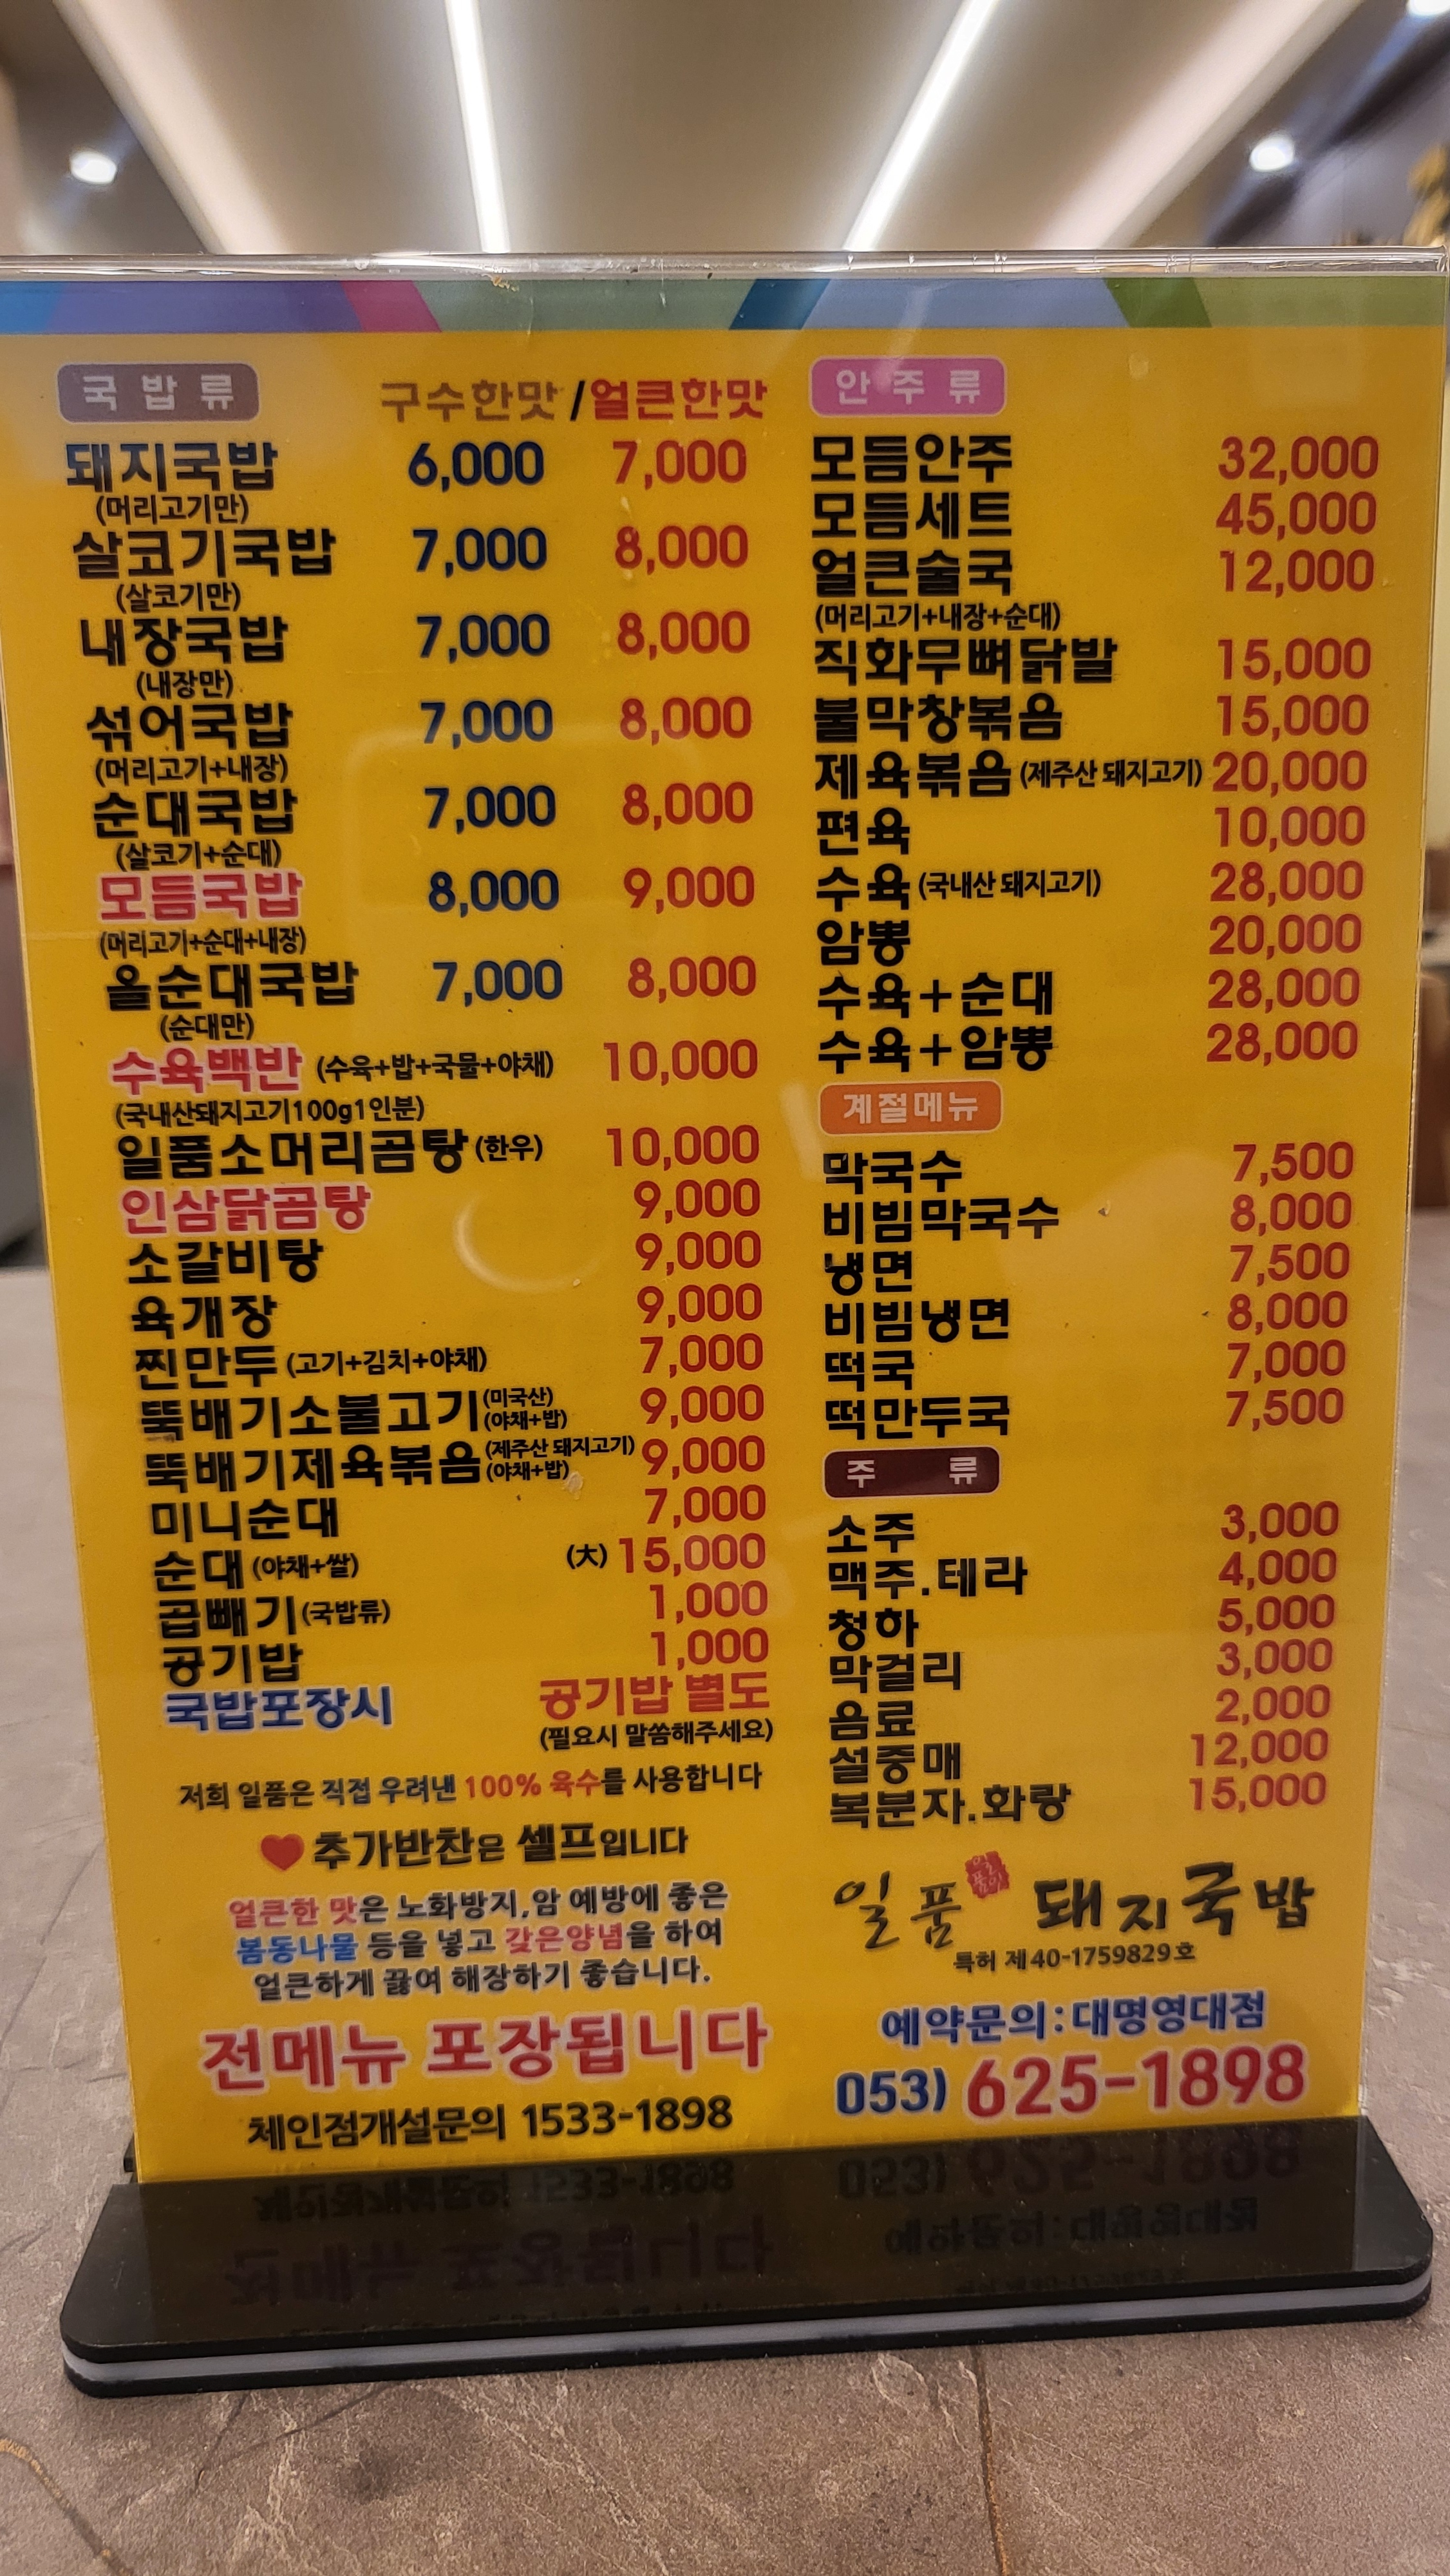 국밥류
구수한맛/얼큰한맛
돼지국밥 6,000 7,000
(머리고기만)
살코기국밥 7,000 8,000
(살코기만)
내장국밥 7,000 8,000
(내장만)
섞어국밥 7,000 8,000
(머리고기+내장)
순대국밥 7,000 8,000
(살코기+순대)
모듬국밥 8,000 9,000
(머리고기+순대+내장)
올순대국밥 7,000 8,000
(순대만)
수육백반 (수육+밥+국물+야채) 10,000
(국내산돼지고기100g1인분)
일품소머리곰탕(한우) 10,000
인삼닭곰탕 9,000
소갈비탕 9,000
육개장 9,000
찐만두(고기+김치+야채) 7,000
뚝배기소불고기(미국산)(야채+밥) 9,000
뚝배기제육볶음(제주산 돼지고기)(야채+밥) 9,000
미니순대 7,000
순대(야채+쌀) (大)15,000
곱빼기(국밥류) 1,000
공기밥 1,000
국밥포장시 공기밥 별도
(필요시 말씀해주세요)
저희 일품은 직접 우려낸 100% 육수를 사용합니다
추가반찬은 셀프입니다
얼큰한 맛은 노화방지,암 예방에 좋은
봄동나물 등을 넣고 갖은양념을 하여
얼큰하게 끓여 해장하기 좋습니다.
전메뉴 포장됩니다
체인점개설문의 1533-1898
안주류
모듬안주 32,000
모듬세트 45,000
얼큰술국 12,000
(머리고기+내장+순대)
직화무뼈닭발 15,000
불막창볶음 15,000
제육볶음(제주산 돼지고기) 20,000
편육 10,000
수육(국내산 돼지고기) 28,000
암뽕 20,000
수육+순대 28,000
수육+암뽕 28,000
계절메뉴
막국수 7,500
비빔막국수 8,000
냉면 7,500
비빔냉면 8,000
떡국 7,000
떡만두국 7,500
주 류
소주 3,000
맥주.테라 4,000
청하 5,000
막걸리 3,000
음료 2,000
설중매 12,000
복분자.화랑 15,000
일품 돼지국밥
특허 제40-1759829호
예약문의:대명영대점
053) 625-1898